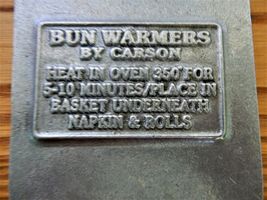 BUN WARMERS
BY CARSON
HEAT IN OVEN 350° FOR
5-10 MINUTES/PLACE IN
BASKET UNDERNEATH
NAPKIN & ROLLS